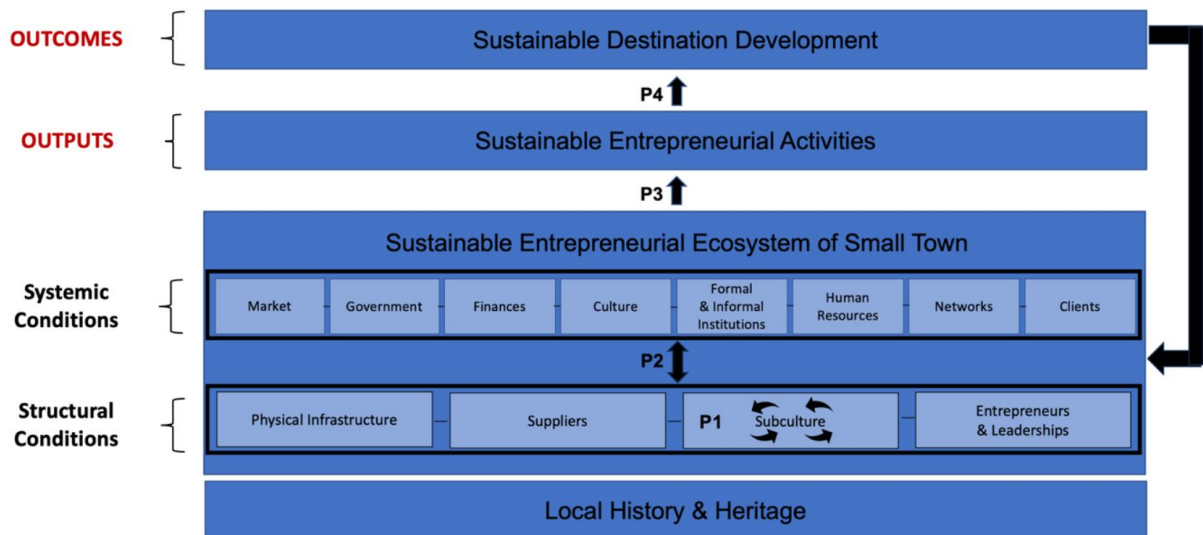 OUTCOMES
Sustainable Destination Development
P4
OUTPUTS
Sustainable Entrepreneurial Activities
P3
Sustainable Entrepreneurial Ecosystem of Small Town
Systemic
Conditions
Market
Government
Finances
Culture
Formal
& Informal
Institutions
Human
Resources
Networks
Clients
P2
Structural
Conditions
Physical Infrastructure
Suppliers
P1
Subculture
Entrepreneurs
& Leaderships
Local History & Heritage